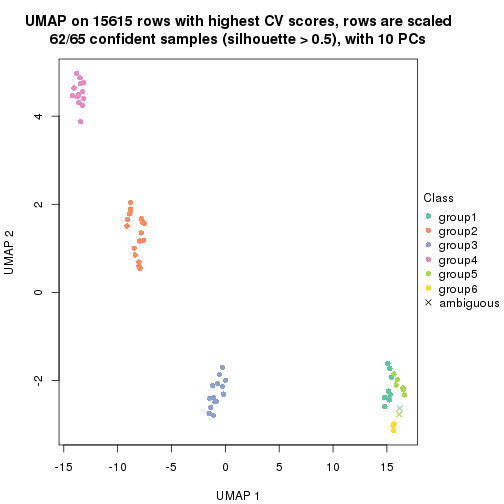 UMAP on 15615 rows with highest CV scores, rows are scaled
62/65 confident samples (silhouette > 0.5), with 10 PCs
4
2
0
-2
UMAP 2
-15
-10
-5
0
5
10
15
UMAP 1
Class
group1
group2
group3
group4
group5
group6
ambiguous